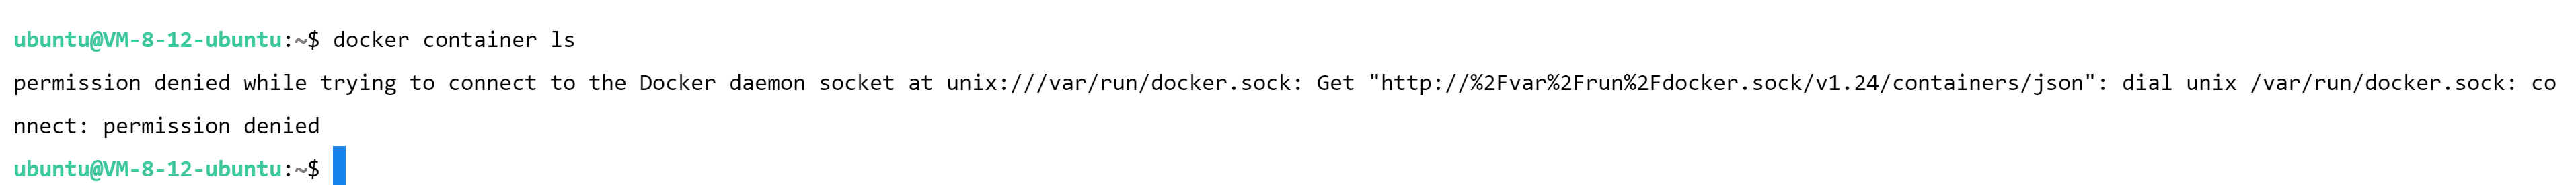 ubuntu@VM-8-12-ubuntu:~$ docker container ls
permission denied while trying to connect to the Docker daemon socket at unix:///var/run/docker.sock: Get "http://%2Fvar%2Frun%2Fdocker.sock/v1.24/containers/json": dial unix /var/run/docker.sock: co
nnect: permission denied
ubuntu@VM-8-12-ubuntu:~$